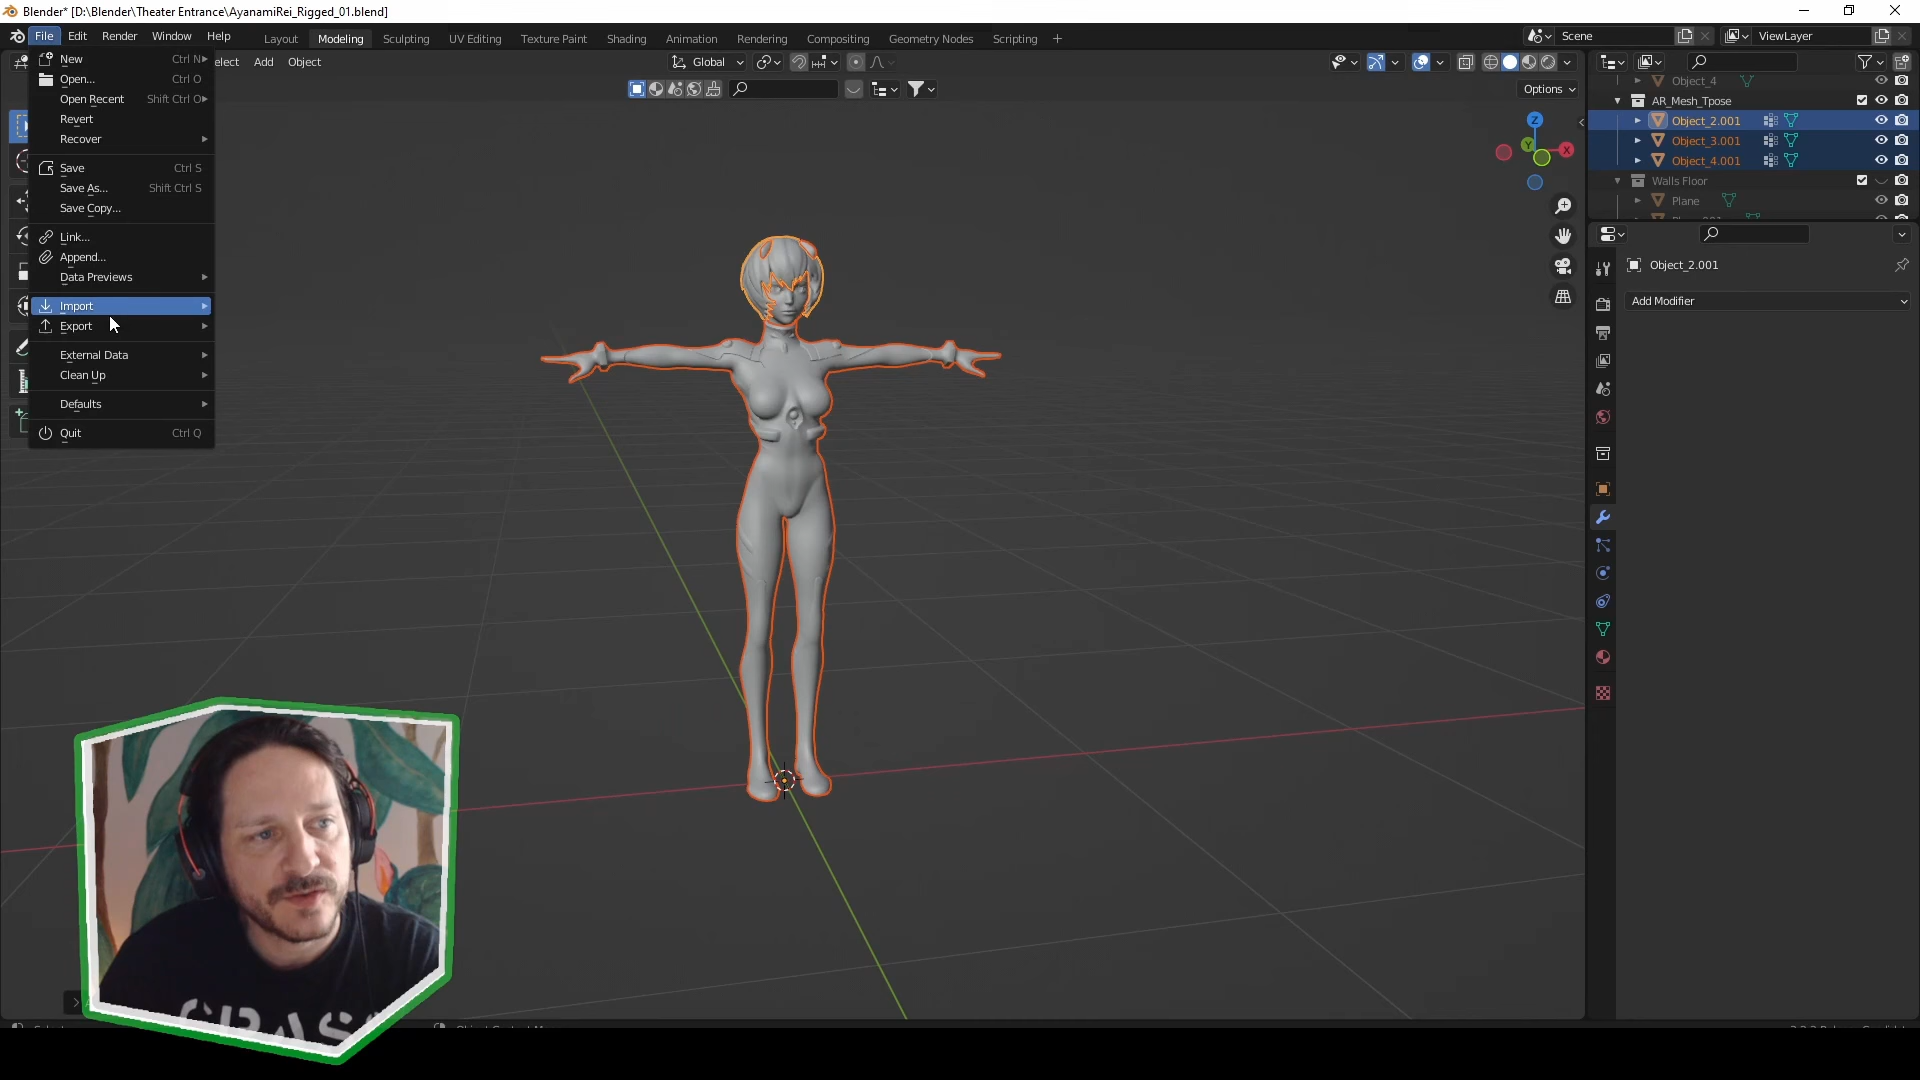 Blender* [D:\Blender\Theater Entrance\AyanamiRei_Rigged_01.blend]
File Edit Render Window Help Layout Modeling Sculpting UV Editing Texture Paint Shading Animation Rendering Compositing Geometry Nodes Scripting + Scene ViewLayer
elect Add Object Global
Options
New Ctrl N
Open... Ctrl O
Open Recent Shift Ctrl O
Revert
Recover
Save Ctrl S
Save As... Shift Ctrl S
Save Copy...
Link...
Append...
Data Previews
Import
Export
External Data
Clean Up
Defaults
Quit Ctrl Q
Z
Y
X
Object_4
AR_Mesh_Tpose
Object_2.001
Object_3.001
Object_4.001
Walls Floor
Plane
Object_2.001
Add Modifier